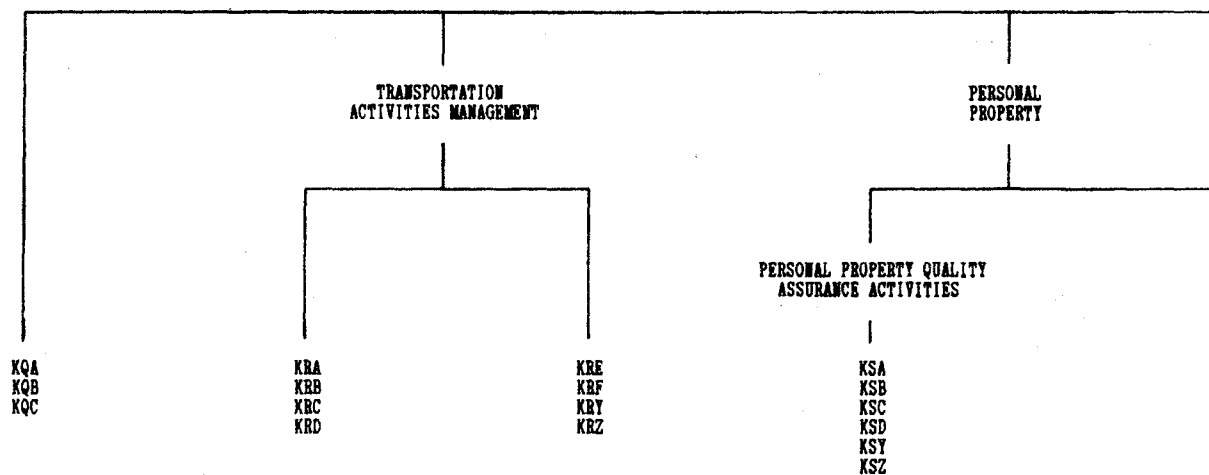 TRANSPORTATION
ACTIVITIES MANAGEMENT
PERSONAL
PROPERTY
PERSONAL PROPERTY QUALITY
ASSURANCE ACTIVITIES
KQA
KQB
KQC
KRA
KRB
KRC
KRD
KRE
KRF
KRY
KRZ
KSA
KSB
KSC
KSD
KSY
KSZ